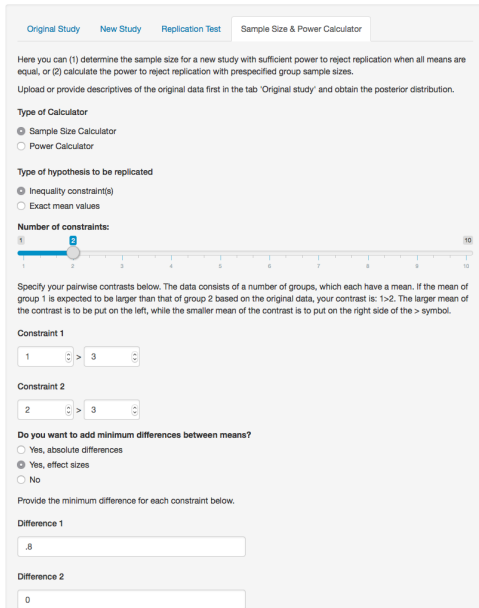 Original Study New Study Replication Test Sample Size & Power Calculator
Here you can (1) determine the sample size for a new study with sufficient power to reject replication when all means are
equal, or (2) calculate the power to reject replication with prespecified group sample sizes.
Upload or provide descriptives of the original data first in the tab 'Original study' and obtain the posterior distribution.
Type of Calculator
Sample Size Calculator
Power Calculator
Type of hypothesis to be replicated
Inequality constraint(s)
Exact mean values
Number of constraints:
1 2 10
1 2 3 4 5 6 7 8 9 10
Specify your pairwise contrasts below. The data consists of a number of groups, which each have a mean. If the mean of
group 1 is expected to be larger than that of group 2 based on the original data, your contrast is: 1>2. The larger mean of
the contrast is to be put on the left, while the smaller mean of the contrast is to put on the right side of the > symbol.
Constraint 1
1 > 3
Constraint 2
2 > 3
Do you want to add minimum differences between means?
Yes, absolute differences
Yes, effect sizes
No
Provide the minimum difference for each constraint below.
Difference 1
.8
Difference 2
0